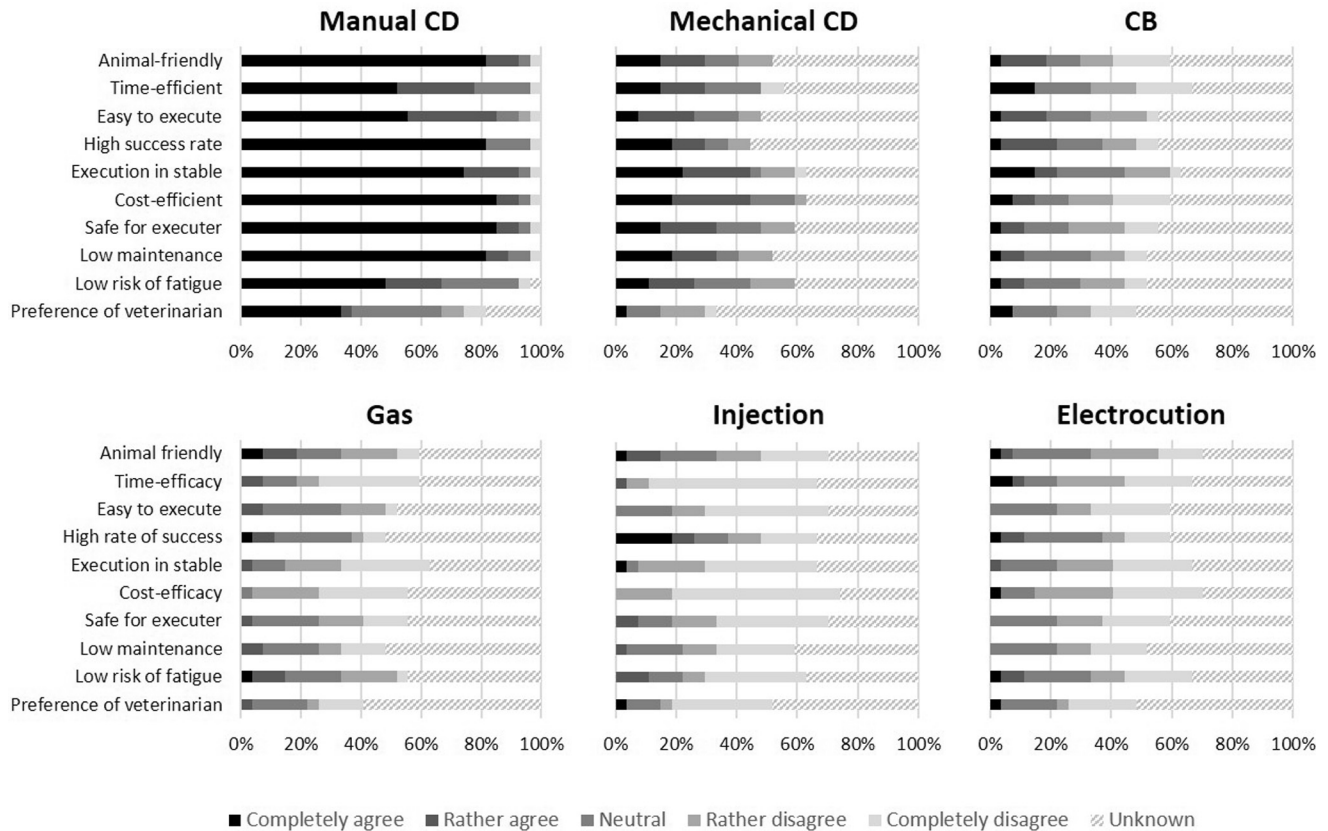 Manual CD Mechanical CD CB
Animal-friendly
Time-efficient
Easy to execute
High success rate
Execution in stable
Cost-efficient
Safe for executer
Low maintenance
Low risk of fatigue
Preference of veterinarian
0% 20% 40% 60% 80% 100% 0% 20% 40% 60% 80% 100% 0% 20% 40% 60% 80% 100%
Gas Injection Electrocution
Animal friendly
Time-efficacy
Easy to execute
High rate of success
Execution in stable
Cost-efficacy
Safe for executer
Low maintenance
Low risk of fatigue
Preference of veterinarian
0% 20% 40% 60% 80% 100% 0% 20% 40% 60% 80% 100% 0% 20% 40% 60% 80% 100%
Completely agree Rather agree Neutral Rather disagree Completely disagree Unknown